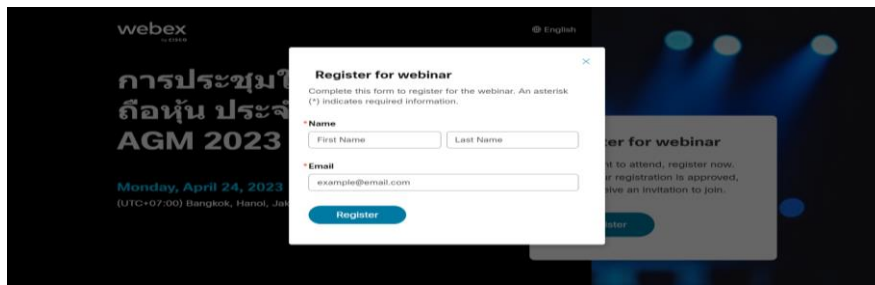 webex
by CISCO
English
การประชุมใ
ถือหุ้น ประจำ
AGM 2023
Monday, April 24, 2023
(UTC+07:00) Bangkok, Hanoi, Jak
Register for webinar
Complete this form to register for the webinar. An asterisk
(*) indicates required information.
*Name
First Name
Last Name
*Email
example@email.com
Register
er for webinar
t to attend, register now.
r registration is approved,
eive an invitation to join.
ister